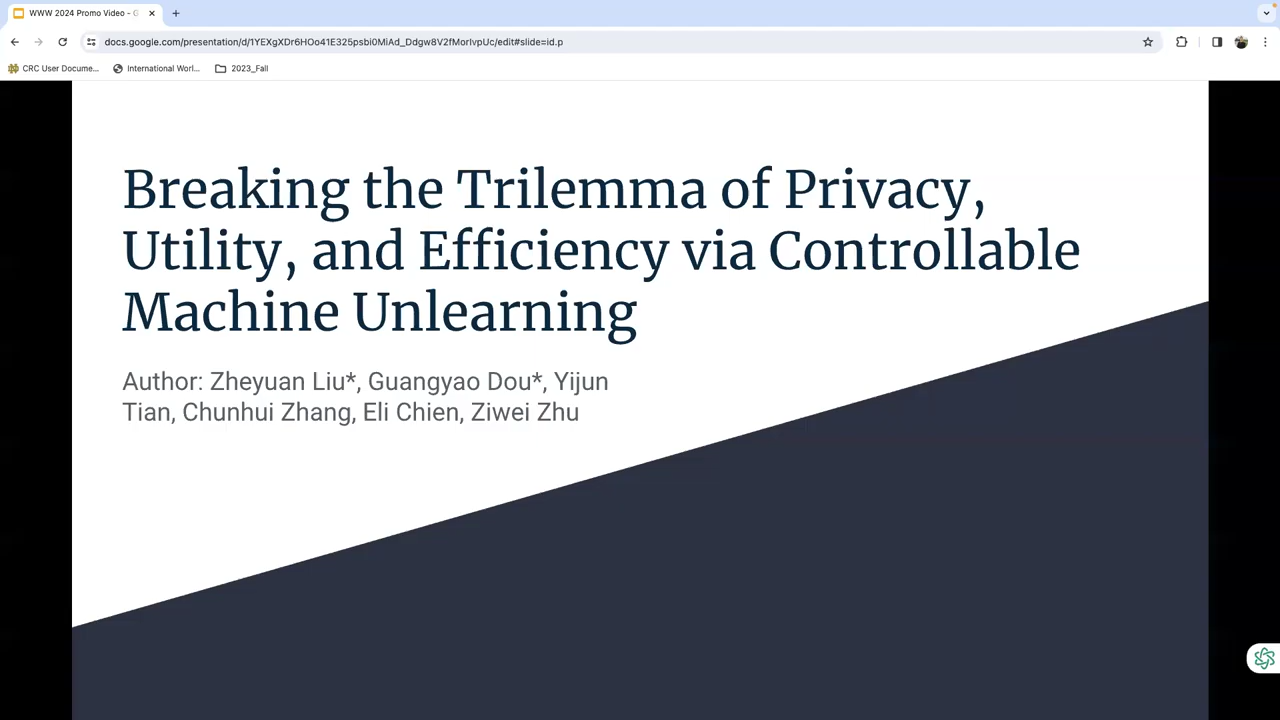 WWW 2024 Promo Video - G
docs.google.com/presentation/d/1YEXgXDr6HOo41E325psbi0MiAd_Ddgw8V2fMorIvpUc/edit#slide=id.p
CRC User Docume... International Worl... 2023_Fall
Breaking the Trilemma of Privacy,
Utility, and Efficiency via Controllable
Machine Unlearning
Author: Zheyuan Liu*, Guangyao Dou*, Yijun
Tian, Chunhui Zhang, Eli Chien, Ziwei Zhu